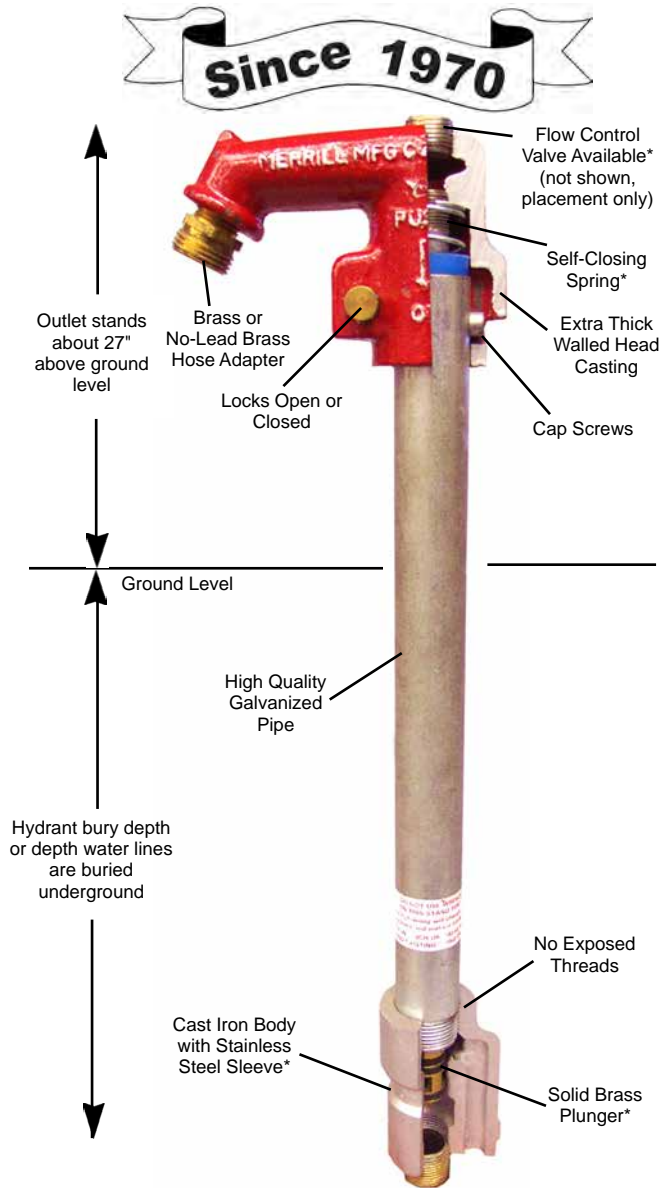 Since 1970
MERRILL MFG C
PUS
Flow Control
Valve Available*
(not shown,
placement only)
Self-Closing
Spring*
Extra Thick
Walled Head
Casting
Cap Screws
Brass or
No-Lead Brass
Hose Adapter
Locks Open or
Closed
Outlet stands
about 27"
above ground
level
Ground Level
High Quality
Galvanized
Pipe
Hydrant bury depth
or depth water lines
are buried
underground
No Exposed
Threads
Cast Iron Body
with Stainless
Steel Sleeve*
Solid Brass
Plunger*